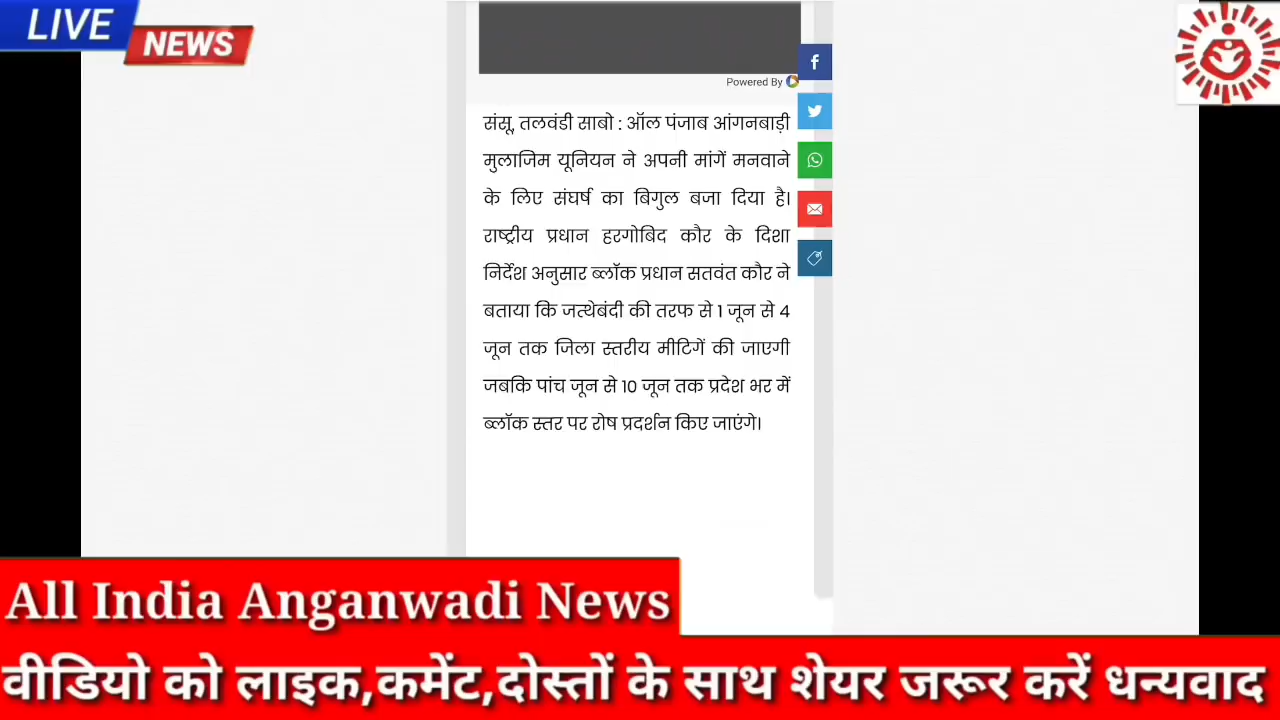 LIVE
NEWS
Powered By
संसू, तलवंडी साबो : ऑल पंजाब आंगनबाड़ी
मुलाजिम यूनियन ने अपनी मांगें मनवाने
के लिए संघर्ष का बिगुल बजा दिया है।
राष्ट्रीय प्रधान हरगोबिद कौर के दिशा
निर्देश अनुसार ब्लॉक प्रधान सतवंत कौर ने
बताया कि जत्थेबंदी की तरफ से 1 जून से 4
जून तक जिला स्तरीय मीटिगें की जाएगी
जबकि पांच जून से 10 जून तक प्रदेश भर में
ब्लॉक स्तर पर रोष प्रदर्शन किए जाएंगे।
All India Anganwadi News
वीडियो को लाइक,कमेंट,दोस्तों के साथ शेयर जरूर करें धन्यवाद